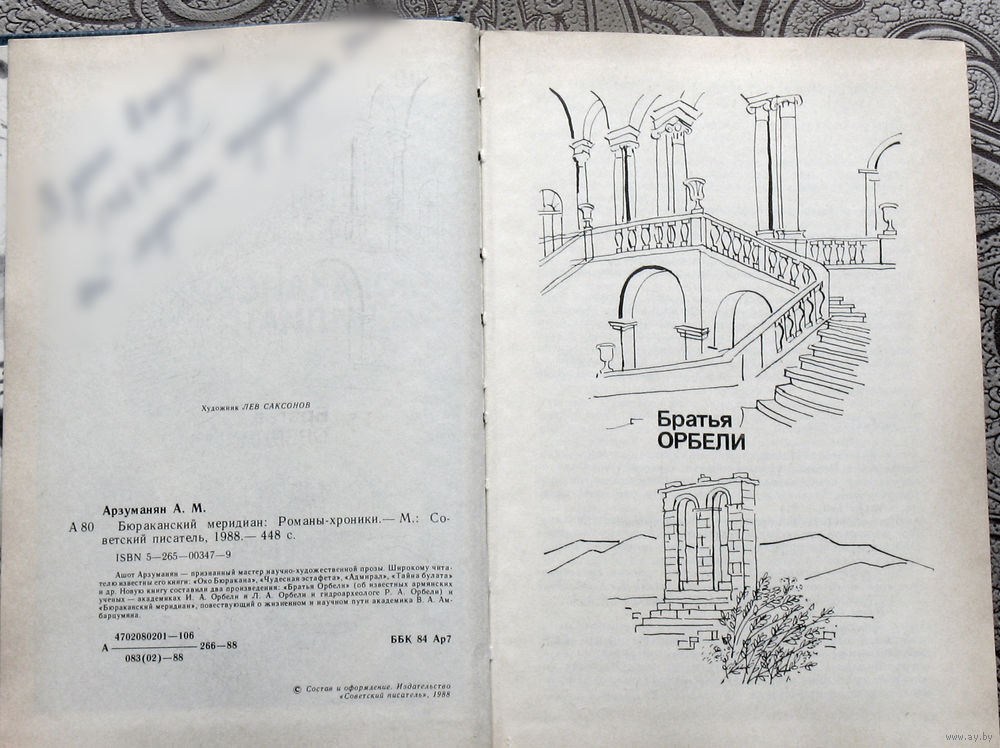 Художник ЛЕВ САКСОНОВ
Арзуманян А. М.
А 80 Бюраканский меридиан: Романы-хроники.— М.: Со-
ветский писатель, 1988.— 448 с.
ISBN 5—265—00347—9
Ашот Арзуманян — признанный мастер научно-художественной прозы. Широкому чита-
телю известны его книги: «Око Бюракана», «Чудесная эстафета», «Адмирал», «Тайна булата»
и др. Новую книгу составили два произведения: «Братья Орбели» (об известных армянских
ученых — академиках И. А. Орбели и Л. А. Орбели и гидроархеологе Р. А. Орбели) и
«Бюраканский меридиан», повествующий о жизненном и научном пути академика В. А. Ам-
барцумяна.
А 4702080201—106 266—88
083(02)—88
ББК 84 Ар7
© Состав и оформление. Издательство
«Советский писатель», 1988
Братья
ОРБЕЛИ
www.ay.by